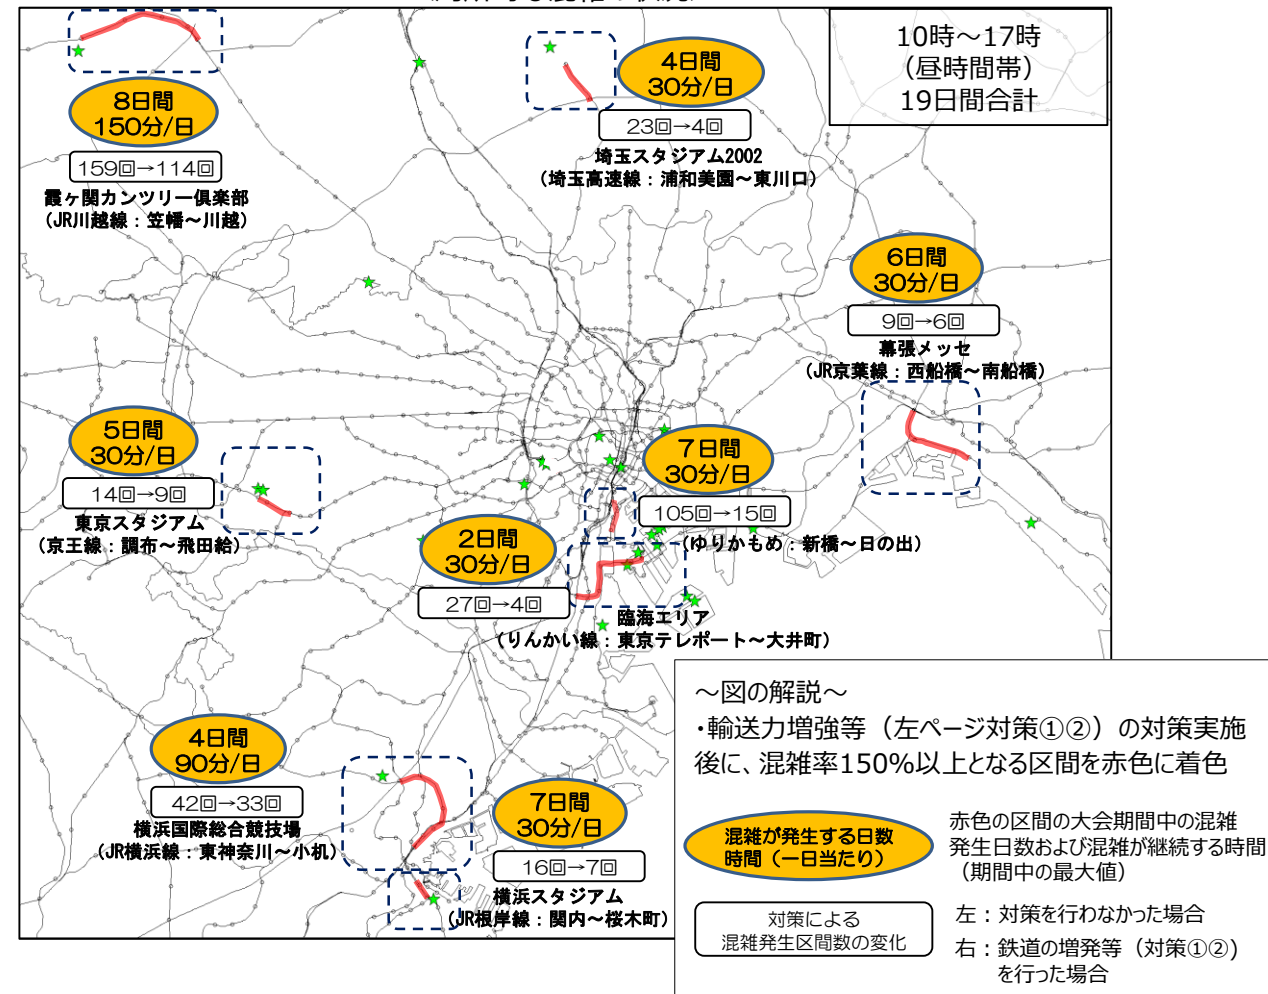 10時～17時
（昼時間帯）
19日間合計
8日間
150分/日
159回→114回
霞ヶ関カンツリー倶楽部
（JR川越線：笠幡～川越）
4日間
30分/日
23回→4回
埼玉スタジアム2002
（埼玉高速線：浦和美園～東川口）
6日間
30分/日
9回→6回
幕張メッセ
（JR京葉線：西船橋～南船橋）
5日間
30分/日
14回→9回
東京スタジアム
（京王線：調布～飛田給）
7日間
30分/日
105回→15回
（ゆりかもめ：新橋～日の出）
2日間
30分/日
27回→4回
臨海エリア
（りんかい線：東京テレポート～大井町）
4日間
90分/日
42回→33回
横浜国際総合競技場
（JR横浜線：東神奈川～小机）
7日間
30分/日
16回→7回
横浜スタジアム
（JR根岸線：関内～桜木町）
～図の解説～
・輸送力増強等（左ページ対策①②）の対策実施
後に、混雑率150%以上となる区間を赤色に着色
混雑が発生する日数
時間（一日当たり）
赤色の区間の大会期間中の混雑
発生日数および混雑が継続する時間
（期間中の最大値）
対策による
混雑発生区間数の変化
左：対策を行わなかった場合
右：鉄道の増発等（対策①②）
を行った場合